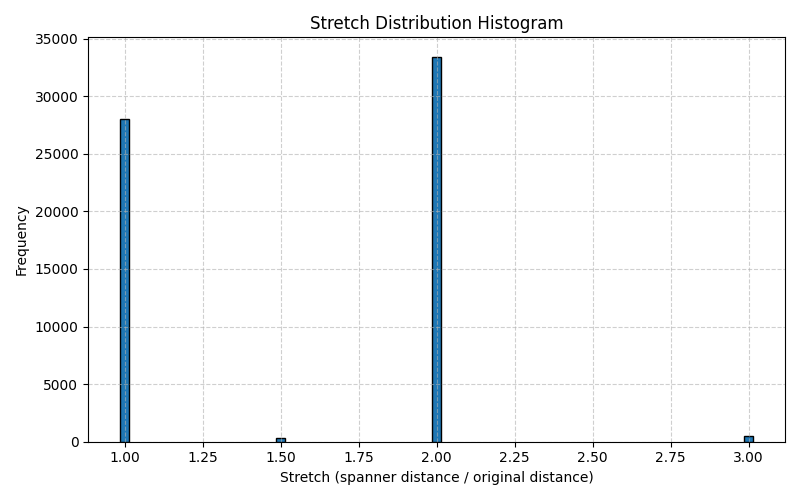 Stretch Distribution Histogram
35000
30000
25000
20000
15000
10000
5000
0
Frequency
1.00 1.25 1.50 1.75 2.00 2.25 2.50 2.75 3.00
Stretch (spanner distance / original distance)